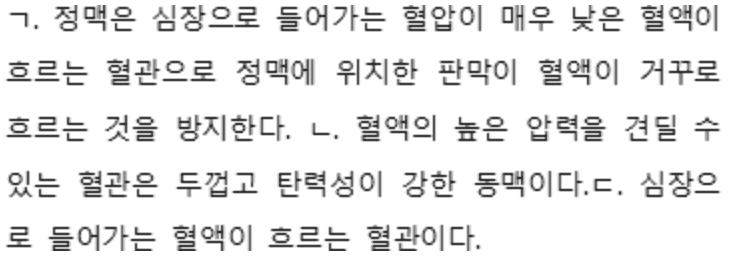 ㄱ. 정맥은 심장으로 들어가는 혈압이 매우 낮은 혈액이
흐르는 혈관으로 정맥에 위치한 판막이 혈액이 거꾸로
흐르는 것을 방지한다. ㄴ. 혈액의 높은 압력을 견딜 수
있는 혈관은 두껍고 탄력성이 강한 동맥이다.ㄷ. 심장으
로 들어가는 혈액이 흐르는 혈관이다.